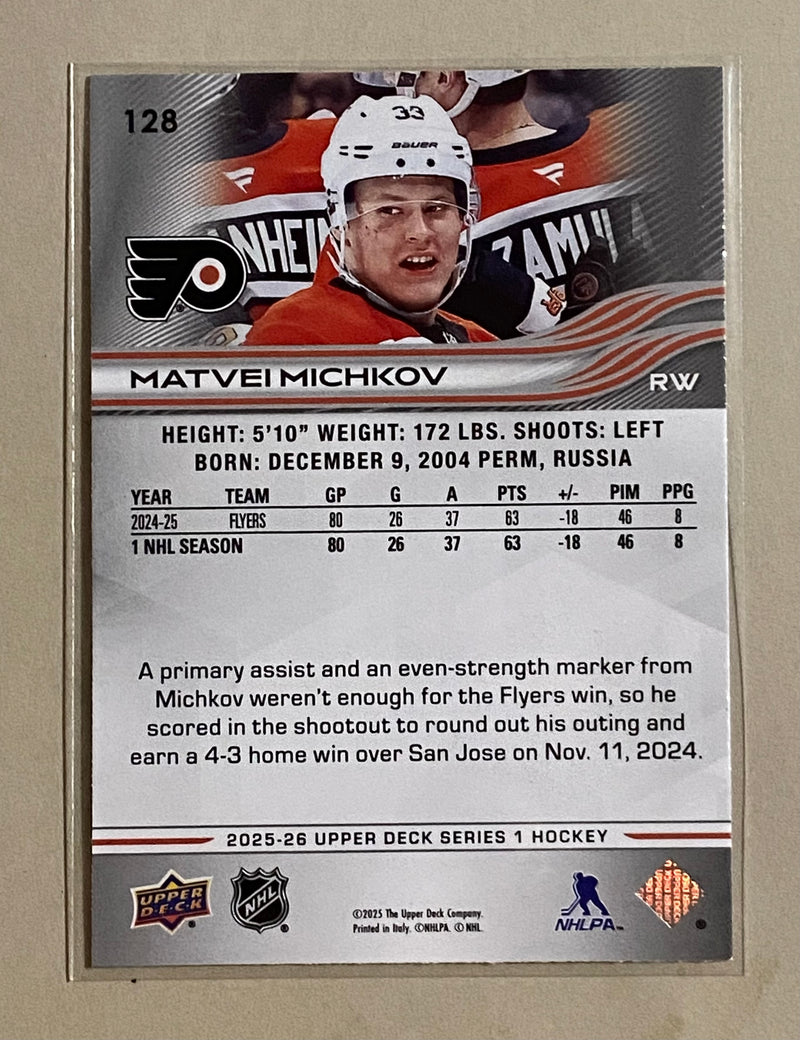 128
33
BAUER
NHEI
ZAMULA
MATVEI MICHKOV
RW
HEIGHT: 5'10" WEIGHT: 172 LBS. SHOOTS: LEFT
BORN: DECEMBER 9, 2004 PERM, RUSSIA
YEAR TEAM GP G A PTS +/- PIM PPG
2024-25 FLYERS 80 26 37 63 -18 46 8
1 NHL SEASON 80 26 37 63 -18 46 8
A primary assist and an even-strength marker from
Michkov weren't enough for the Flyers win, so he
scored in the shootout to round out his outing and
earn a 4-3 home win over San Jose on Nov. 11, 2024.
2025-26 UPPER DECK SERIES 1 HOCKEY
UPPER
D·E·C·K
®
NHL
®
©2025 The Upper Deck Company.
Printed in Italy. ©NHLPA. © NHL.
NHLPA™
UPPER DECK
®